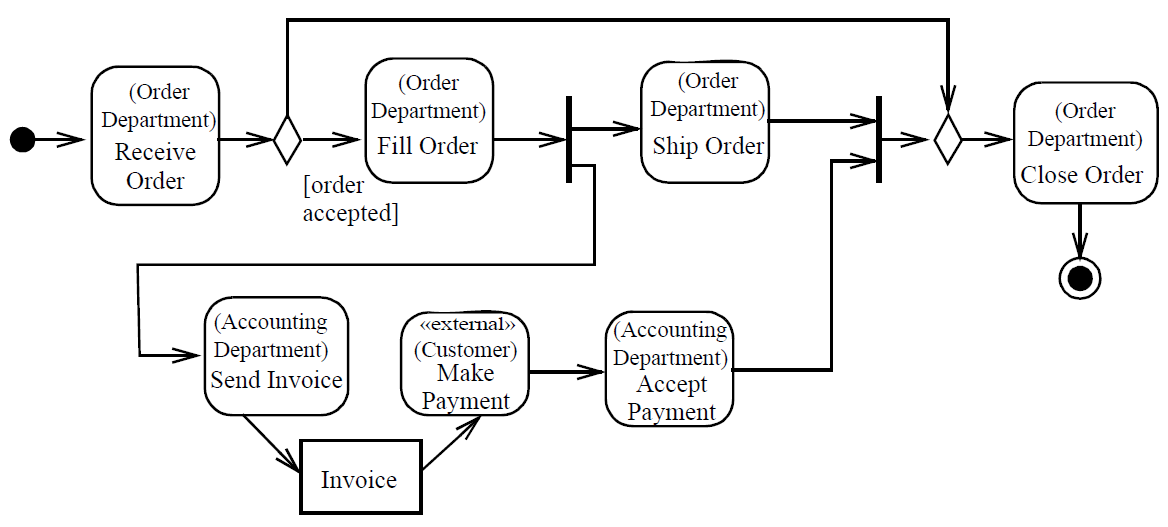 (Order
Department)
Receive
Order
[order
accepted]
(Order
Department)
Fill Order
(Order
Department)
Ship Order
(Order
Department)
Close Order
(Accounting
Department)
Send Invoice
Invoice
«external»
(Customer)
Make
Payment
(Accounting
Department)
Accept
Payment